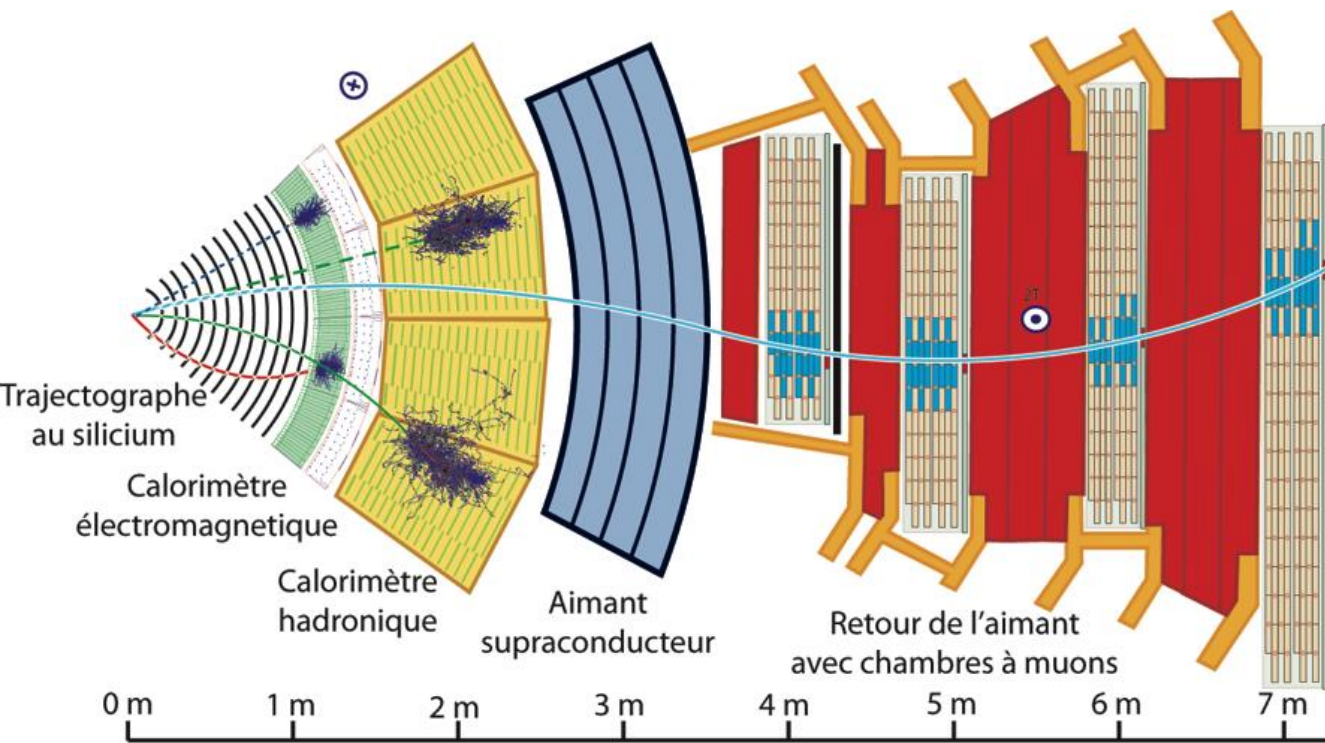 2T
Trajectographe
au silicium
Calorimètre
électromagnetique
Calorimètre
hadronique
Aimant
supraconducteur
Retour de l'aimant
avec chambres à muons
0 m
1 m
2 m
3 m
4 m
5 m
6 m
7 m